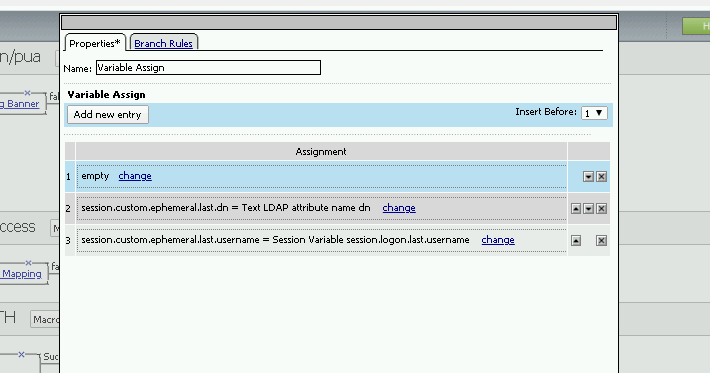 Properties*
Branch Rules
H
n/pua
Name: Variable Assign
g Banner
fal
Variable Assign
Add new entry
Insert Before: 1
Assignment
1 empty change
2 session.custom.ephemeral.last.dn = Text LDAP attribute name dn change
ccess
M
3 session.custom.ephemeral.last.username = Session Variable session.logon.last.username change
Mapping
fa
TH
Macro
Suc